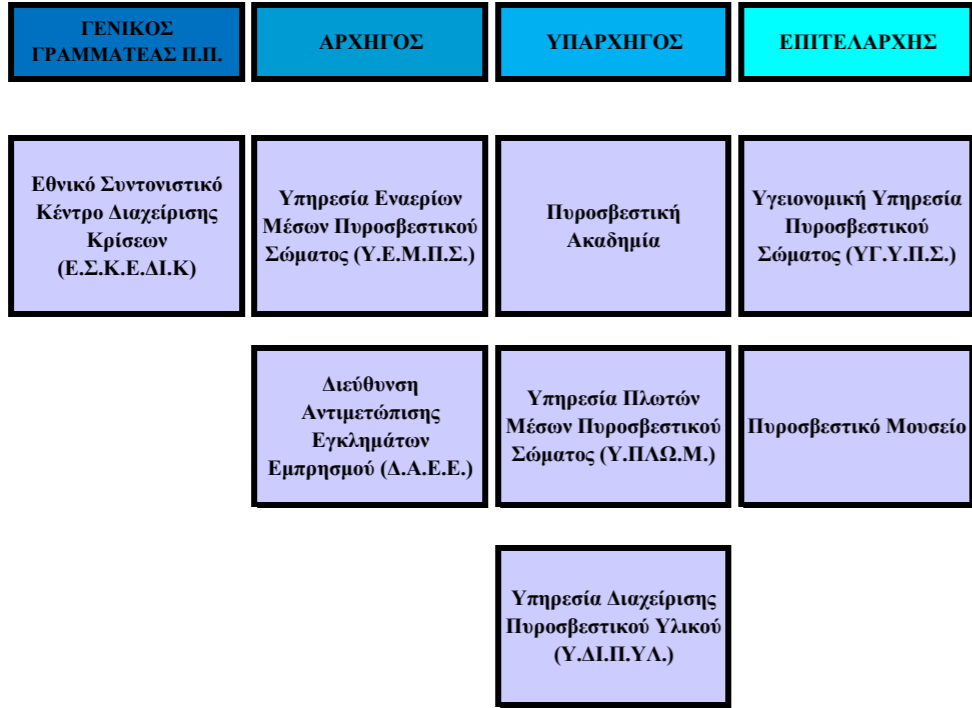 ΓΕΝΙΚΟΣ
ΓΡΑΜΜΑΤΕΑΣ Π.Π.
ΑΡΧΗΓΟΣ
ΥΠΑΡΧΗΓΟΣ
ΕΠΙΤΕΛΑΡΧΗΣ
Εθνικό Συντονιστικό
Κέντρο Διαχείρισης
Κρίσεων
(Ε.Σ.Κ.Ε.ΔΙ.Κ)
Υπηρεσία Εναερίων
Μέσων Πυροσβεστικού
Σώματος (Υ.Ε.Μ.Π.Σ.)
Πυροσβεστική
Ακαδημία
Υγειονομική Υπηρεσία
Πυροσβεστικού
Σώματος (ΥΓ.Υ.Π.Σ.)
Διεύθυνση
Αντιμετώπισης
Εγκλημάτων
Εμπρησμού (Δ.Α.Ε.Ε.)
Υπηρεσία Πλωτών
Μέσων Πυροσβεστικού
Σώματος (Υ.ΠΛΩ.Μ.)
Πυροσβεστικό Μουσείο
Υπηρεσία Διαχείρισης
Πυροσβεστικού Υλικού
(Υ.ΔΙ.Π.ΥΛ.)